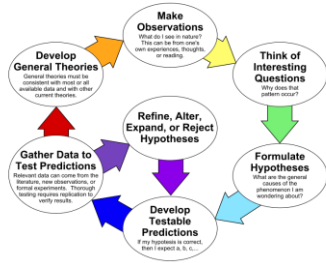 Make
Observations
What do I see in nature?
This can be from one's
own experiences, thoughts,
or reading.
Think of
Interesting
Questions
Why does that
pattern occur?
Formulate
Hypotheses
What are the general
causes of the
phenomenon I am
wondering about?
Develop
Testable
Predictions
If my hypotesis is correct,
then I expect a, b, c,...
Gather Data to
Test Predictions
Relevant data can come from the
literature, new observations, or
formal experiments. Thorough
testing requires replication to
verify results.
Refine, Alter,
Expand, or Reject
Hypotheses
Develop
General Theories
General theories must be
consistent with most or all
available data and with other
current theories.